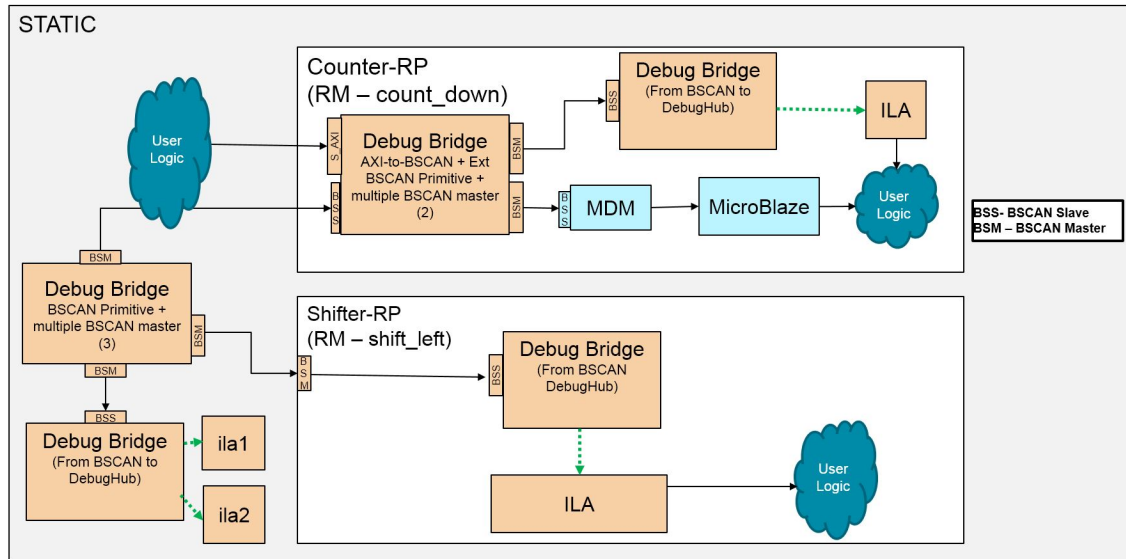 STATIC
Counter-RP
(RM – count_down)
User
Logic
S_AXI
BSS
Debug Bridge
AXI-to-BSCAN + Ext
BSCAN Primitive +
multiple BSCAN master
(2)
BSM
BSM
BSS
Debug Bridge
(From BSCAN to
DebugHub)
ILA
BSS
MDM
MicroBlaze
User
Logic
BSS- BSCAN Slave
BSM – BSCAN Master
BSM
Debug Bridge
BSCAN Primitive +
multiple BSCAN master
(3)
BSM
BSM
BSS
Debug Bridge
(From BSCAN to
DebugHub)
ila1
ila2
Shifter-RP
(RM – shift_left)
BSM
BSS
Debug Bridge
(From BSCAN
DebugHub)
ILA
User
Logic